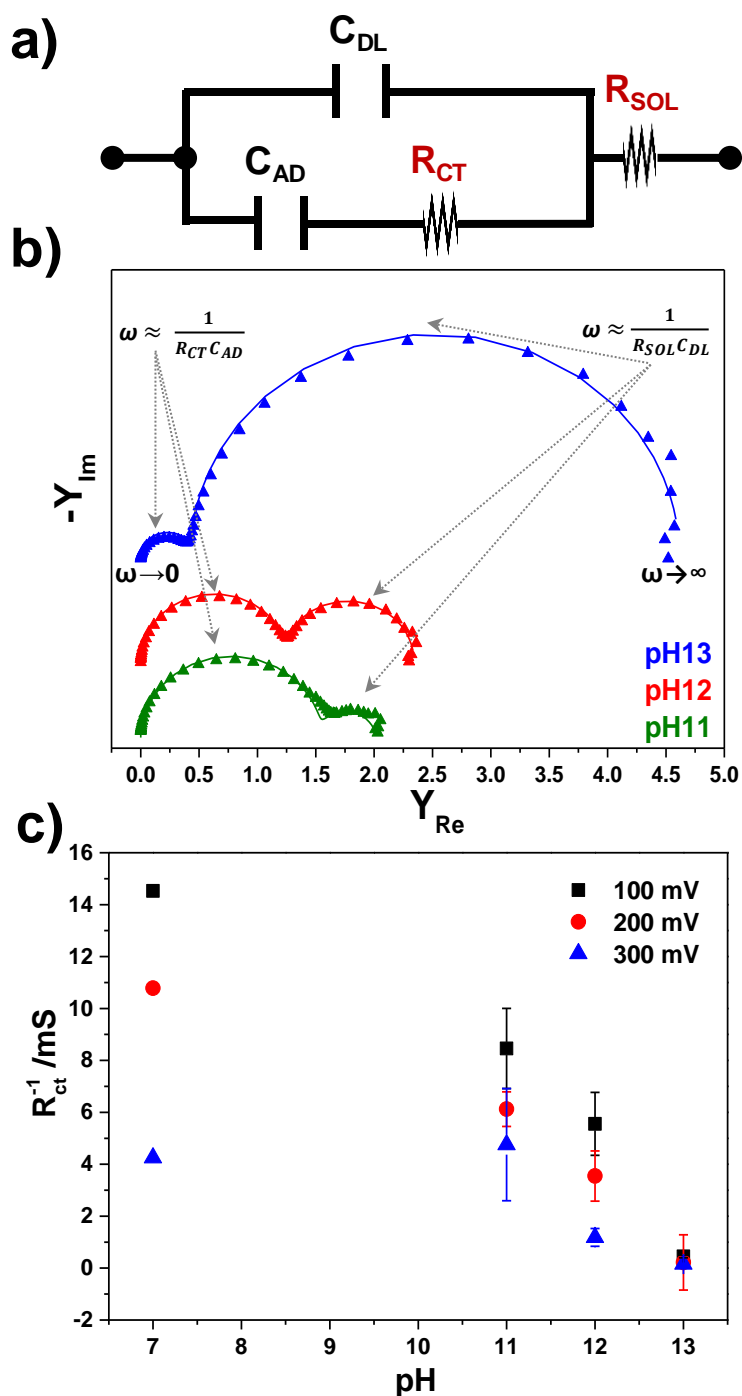 a)
C_DL
R_SOL
C_AD
R_CT
b)
ω ≈ 1/(R_CT C_AD)
ω ≈ 1/(R_SOL C_DL)
-Y_Im
ω→0
ω→∞
pH13
pH12
pH11
0.0 0.5 1.0 1.5 2.0 2.5 3.0 3.5 4.0 4.5 5.0
Y_Re
c)
16
14
12
10
8
6
4
2
0
-2
R_ct^-1 /mS
100 mV
200 mV
300 mV
7 8 9 10 11 12 13
pH